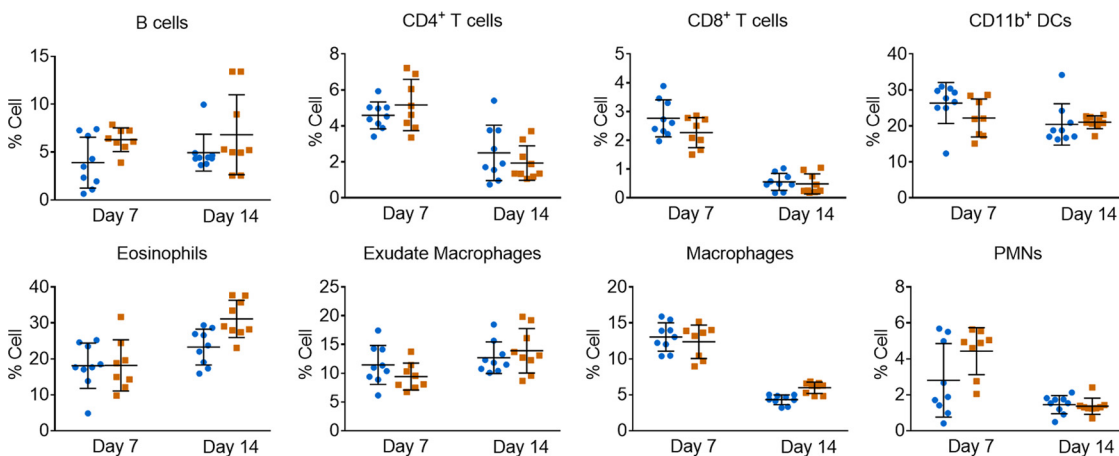 B cells
CD4+ T cells
CD8+ T cells
CD11b+ DCs
% Cell
15
10
5
0
Day 7
Day 14
% Cell
8
6
4
2
0
Day 7
Day 14
% Cell
5
4
3
2
1
0
Day 7
Day 14
% Cell
40
30
20
10
0
Day 7
Day 14
Eosinophils
Exudate Macrophages
Macrophages
PMNs
% Cell
40
30
20
10
0
Day 7
Day 14
% Cell
25
20
15
10
5
0
Day 7
Day 14
% Cell
20
15
10
5
0
Day 7
Day 14
% Cell
8
6
4
2
0
Day 7
Day 14